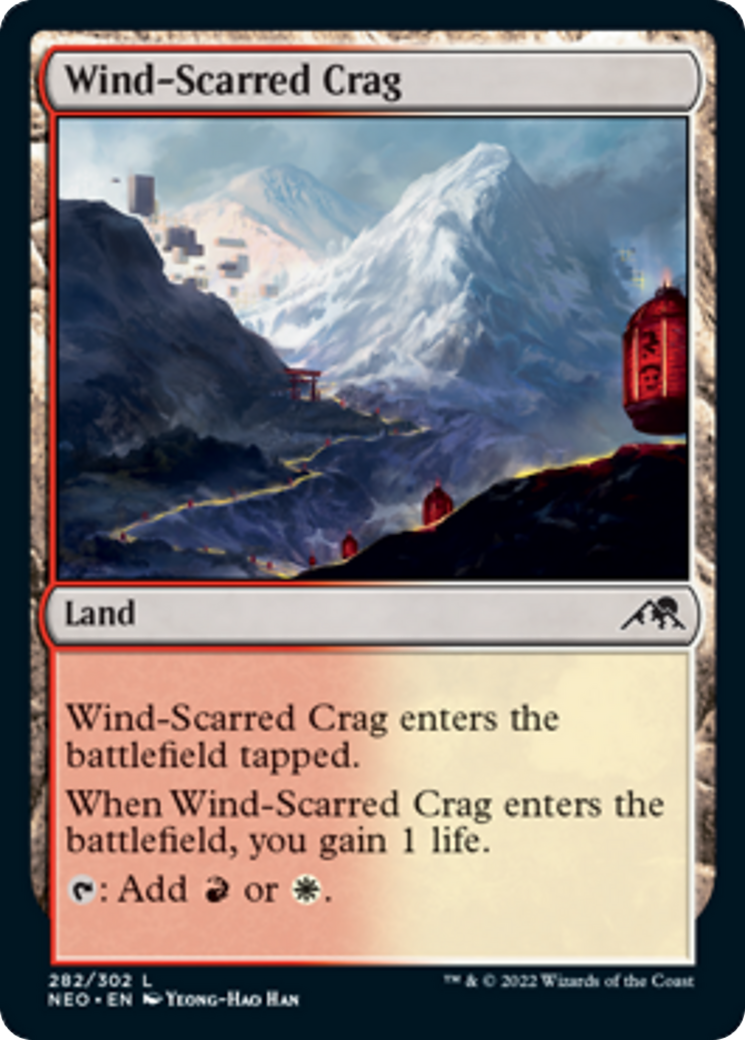 Wind-Scarred Crag
Land
Wind-Scarred Crag enters the
battlefield tapped.
When Wind-Scarred Crag enters the
battlefield, you gain 1 life.
: Add or .
282/302 L
NEO • EN Yeong-Hao Han
™ & © 2022 Wizards of the Coast